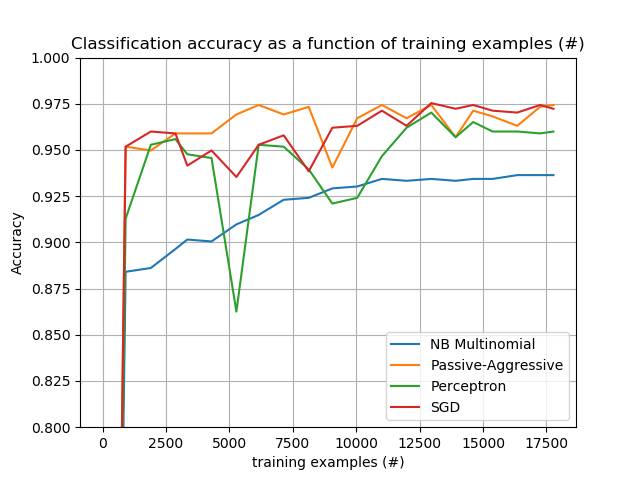 Classification accuracy as a function of training examples (#)
1.000
0.975
0.950
0.925
0.900
0.875
0.850
0.825
0.800
Accuracy
NB Multinomial
Passive-Aggressive
Perceptron
SGD
0 2500 5000 7500 10000 12500 15000 17500
training examples (#)